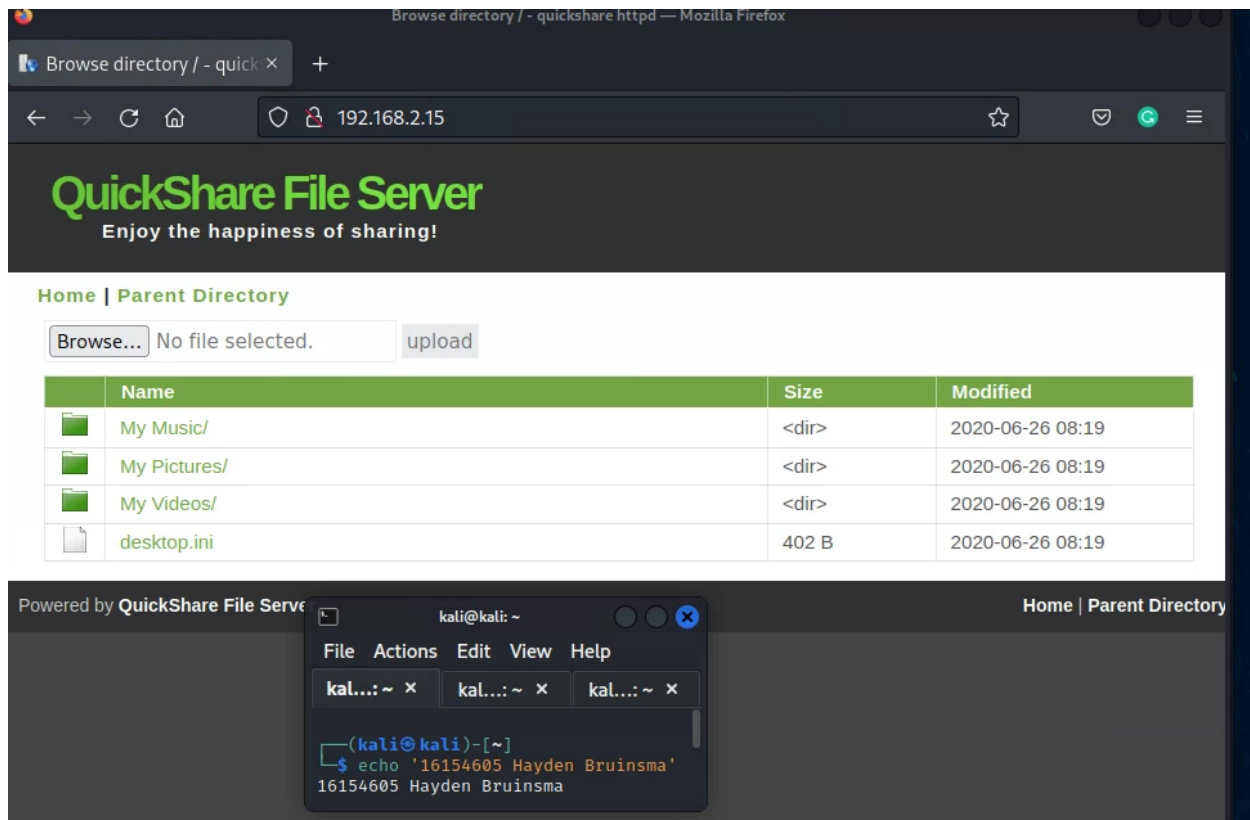 Browse directory / - quickshare httpd — Mozilla Firefox
Browse directory / - quick
192.168.2.15
QuickShare File Server
Enjoy the happiness of sharing!
Home | Parent Directory
Browse... No file selected. upload
Name Size Modified
My Music/ <dir> 2020-06-26 08:19
My Pictures/ <dir> 2020-06-26 08:19
My Videos/ <dir> 2020-06-26 08:19
desktop.ini 402 B 2020-06-26 08:19
Powered by QuickShare File Serve Home | Parent Directory
kali@kali: ~
File Actions Edit View Help
kal...: ~ × kal...: ~ × kal...: ~ ×
┌──(kali㉿kali)-[~]
└─$ echo '16154605 Hayden Bruinsma'
16154605 Hayden Bruinsma